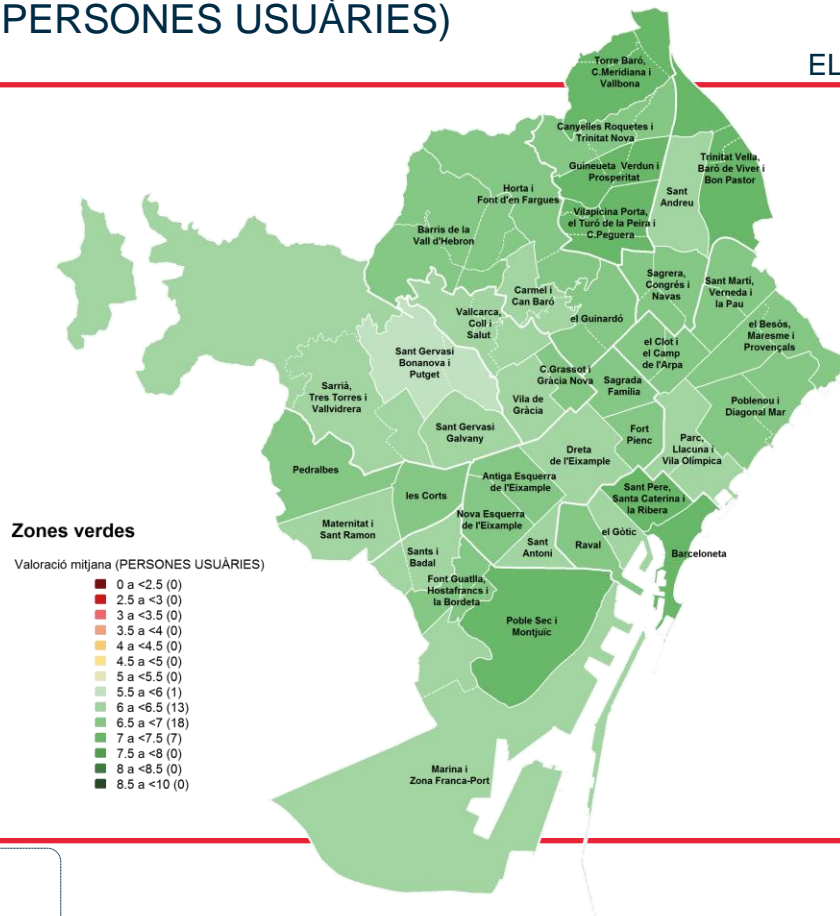 (PERSONES USUÀRIES)
EL
Torre Baró,
C.Meridiana i
Vallbona
Canyelles Roquetes i
Trinitat Nova
Guineueta Verdun i
Prosperitat
Trinitat Vella,
Baró de Viver i
Bon Pastor
Sant
Andreu
Horta i
Font d'en Fargues
Vilapicina Porta,
el Turó de la Peira i
C.Peguera
Barris de la
Vall d'Hebron
Sagrera,
Congrés i
Navas
Sant Martí,
Verneda i
la Pau
Carmel i
Can Baró
Vallcarca,
Coll i
Salut
el Guinardó
el Besòs,
Maresme i
Provençals
el Clot i
el Camp
de l'Arpa
Sant Gervasi
Bonanova i
Putget
C.Grassot i
Gràcia Nova
Sagrada
Família
Sarrià,
Tres Torres i
Vallvidrera
Vila de
Gràcia
Poblenou i
Diagonal Mar
Sant Gervasi
Galvany
Fort
Pienc
Parc,
Llacuna i
Vila Olímpica
Dreta
de l'Eixample
Pedralbes
Antiga Esquerra
de l'Eixample
Sant Pere,
Santa Caterina i
la Ribera
les Corts
Nova Esquerra
de l'Eixample
Maternitat i
Sant Ramon
el Gòtic
Sant
Antoni
Raval
Barceloneta
Sants i
Badal
Font Guatlla,
Hostafrancs i
la Bordeta
Poble Sec i
Montjuïc
Marina i
Zona Franca-Port
Zones verdes
Valoració mitjana (PERSONES USUÀRIES)
0 a <2.5 (0)
2.5 a <3 (0)
3 a <3.5 (0)
3.5 a <4 (0)
4 a <4.5 (0)
4.5 a <5 (0)
5 a <5.5 (0)
5.5 a <6 (1)
6 a <6.5 (13)
6.5 a <7 (18)
7 a <7.5 (7)
7.5 a <8 (0)
8 a <8.5 (0)
8.5 a <10 (0)